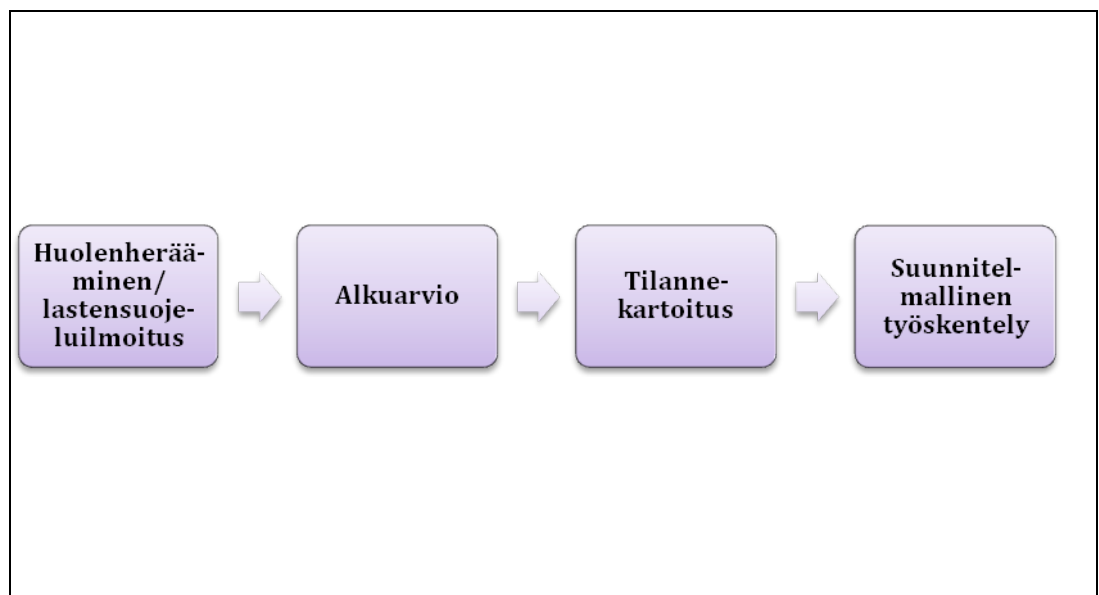 Huolenherää-
minen/
lastensuoje-
luilmoitus
Alkuarvio
Tilanne-
kartoitus
Suunnitel-
mallinen
työskentely